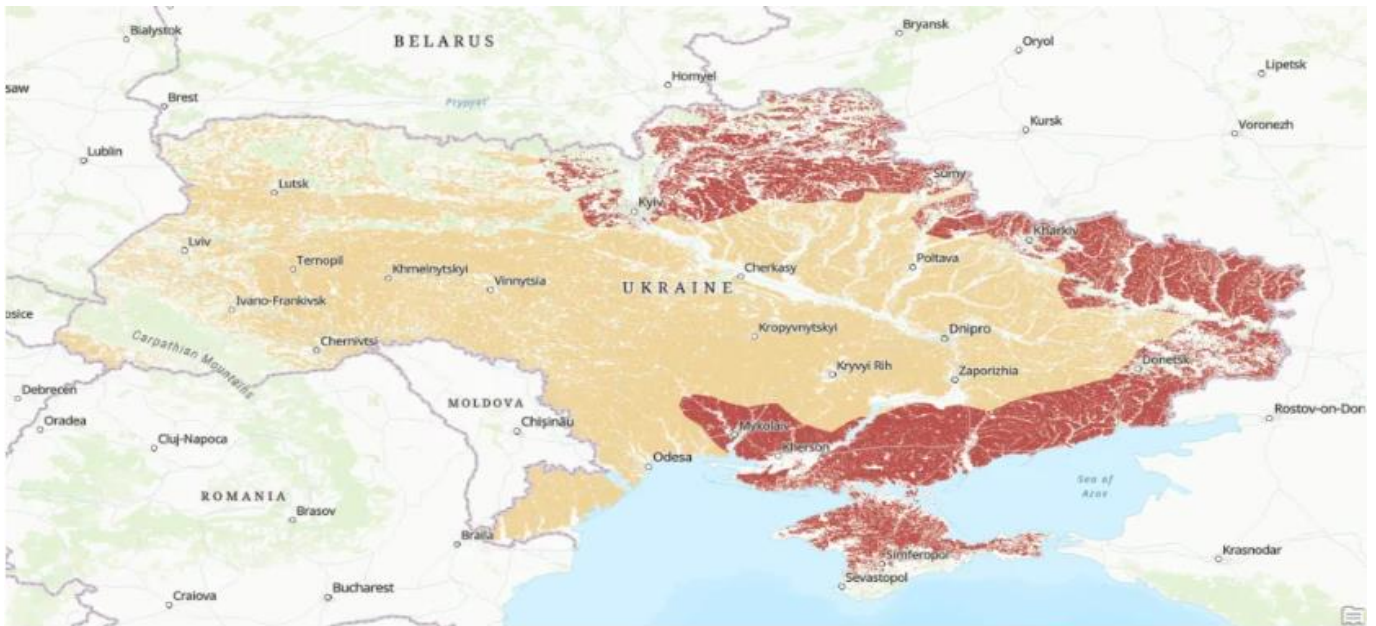 Bialystok
BELARUS
Bryansk
Oryol
Lipetsk
saw
Brest
Homyel
Prypyat'
Kursk
Voronezh
Lublin
Lutsk
Sumy
Kyiv
Kharkiv
Lviv
Ternopil
Khmelnytskyi
Vinnytsia
Cherkasy
Poltava
UKRAINE
osice
Ivano-Frankivsk
Kropyvnytskyi
Dnipro
Carpathian Mountains
Chernivtsi
Donetsk
Kryvyi Rih
Zaporizhia
Debrecen
MOLDOVA
Oradea
Chișinău
Rostov-on-Don
Cluj-Napoca
Mykolaiv
Kherson
Odesa
Sea of
Azov
ROMANIA
Brasov
Braila
Simferopol
Krasnodar
Sevastopol
Bucharest
Craiova